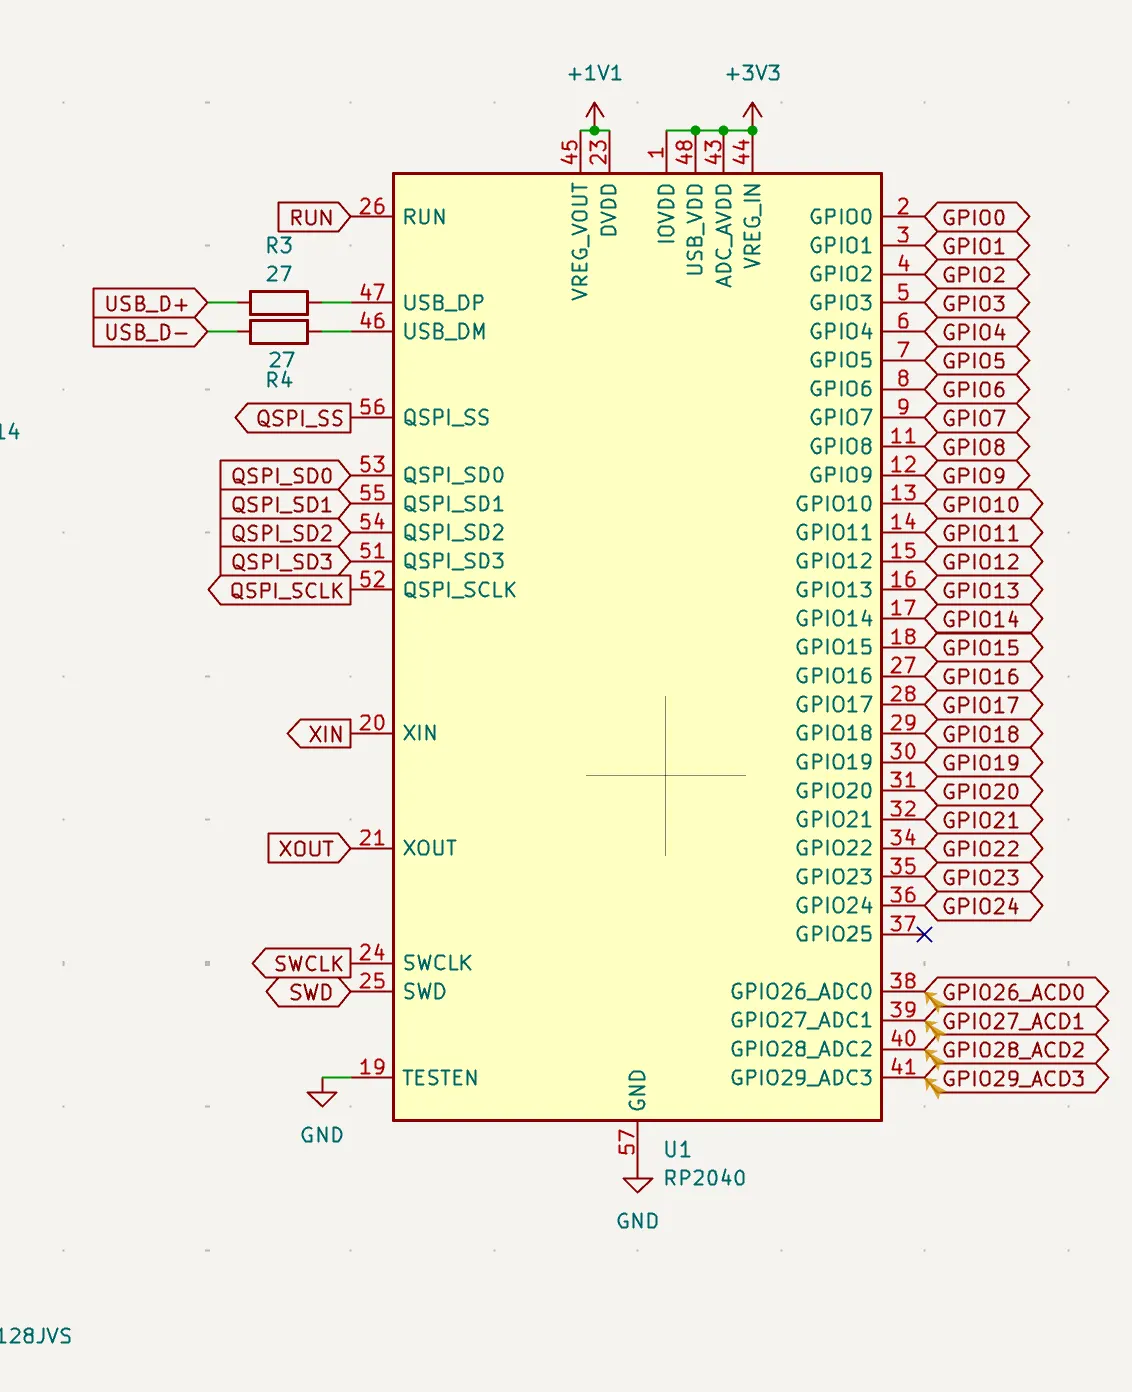 +1V1
+3V3
45
23
1
48
43
44
VREG_VOUT
DVDD
IOVDD
USB_VDD
ADC_AVDD
VREG_IN
RUN 26 RUN
R3
27
USB_D+ 47 USB_DP
USB_D- 46 USB_DM
27
R4
14
QSPI_SS 56 QSPI_SS
QSPI_SD0 53 QSPI_SD0
QSPI_SD1 55 QSPI_SD1
QSPI_SD2 54 QSPI_SD2
QSPI_SD3 51 QSPI_SD3
QSPI_SCLK 52 QSPI_SCLK
XIN 20 XIN
XOUT 21 XOUT
SWCLK 24 SWCLK
SWD 25 SWD
19 TESTEN
GND
GPIO0 2 GPIO0
GPIO1 3 GPIO1
GPIO2 4 GPIO2
GPIO3 5 GPIO3
GPIO4 6 GPIO4
GPIO5 7 GPIO5
GPIO6 8 GPIO6
GPIO7 9 GPIO7
GPIO8 11 GPIO8
GPIO9 12 GPIO9
GPIO10 13 GPIO10
GPIO11 14 GPIO11
GPIO12 15 GPIO12
GPIO13 16 GPIO13
GPIO14 17 GPIO14
GPIO15 18 GPIO15
GPIO16 27 GPIO16
GPIO17 28 GPIO17
GPIO18 29 GPIO18
GPIO19 30 GPIO19
GPIO20 31 GPIO20
GPIO21 32 GPIO21
GPIO22 34 GPIO22
GPIO23 35 GPIO23
GPIO24 36 GPIO24
GPIO25 37
GPIO26_ADC0 38 GPIO26_ACD0
GPIO27_ADC1 39 GPIO27_ACD1
GPIO28_ADC2 40 GPIO28_ACD2
GPIO29_ADC3 41 GPIO29_ACD3
GND
57
U1
RP2040
GND
128JVS